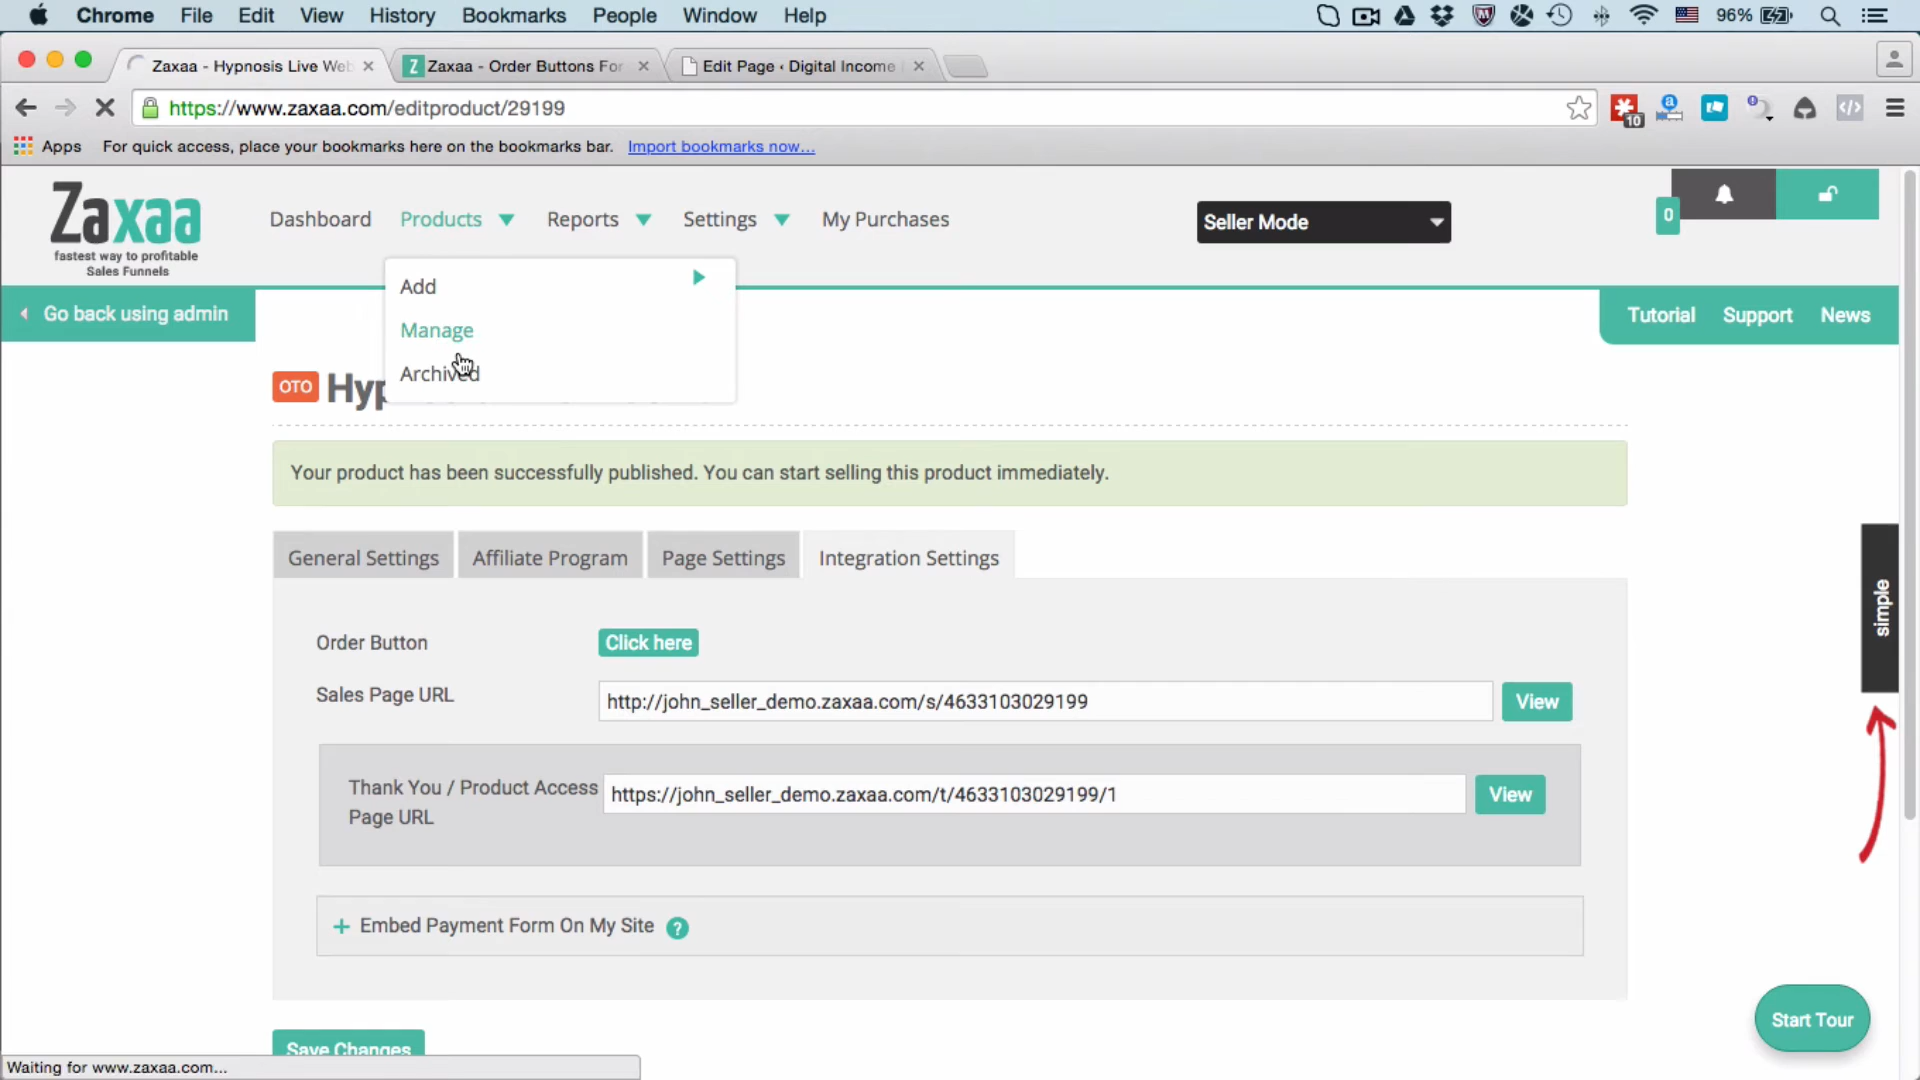 Chrome File Edit View History Bookmarks People Window Help 96%
Zaxaa - Hypnosis Live Web Zaxaa - Order Buttons For Edit Page ‹ Digital Income
https://www.zaxaa.com/editproduct/29199
10
Apps For quick access, place your bookmarks here on the bookmarks bar. Import bookmarks now...
Zaxaa
fastest way to profitable
Sales Funnels
Dashboard Products Reports Settings My Purchases
Seller Mode
0
Go back using admin
Tutorial Support News
Add
Manage
Archived
OTO Hyp
Your product has been successfully published. You can start selling this product immediately.
General Settings Affiliate Program Page Settings Integration Settings
Order Button Click here
Sales Page URL http://john_seller_demo.zaxaa.com/s/4633103029199 View
Thank You / Product Access
Page URL
https://john_seller_demo.zaxaa.com/t/4633103029199/1 View
+ Embed Payment Form On My Site ?
simple
Start Tour
Save Changes
Waiting for www.zaxaa.com...